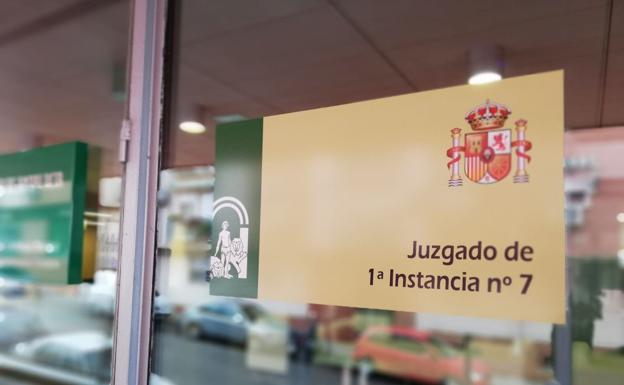 Juzgado de
1ª Instancia nº 7